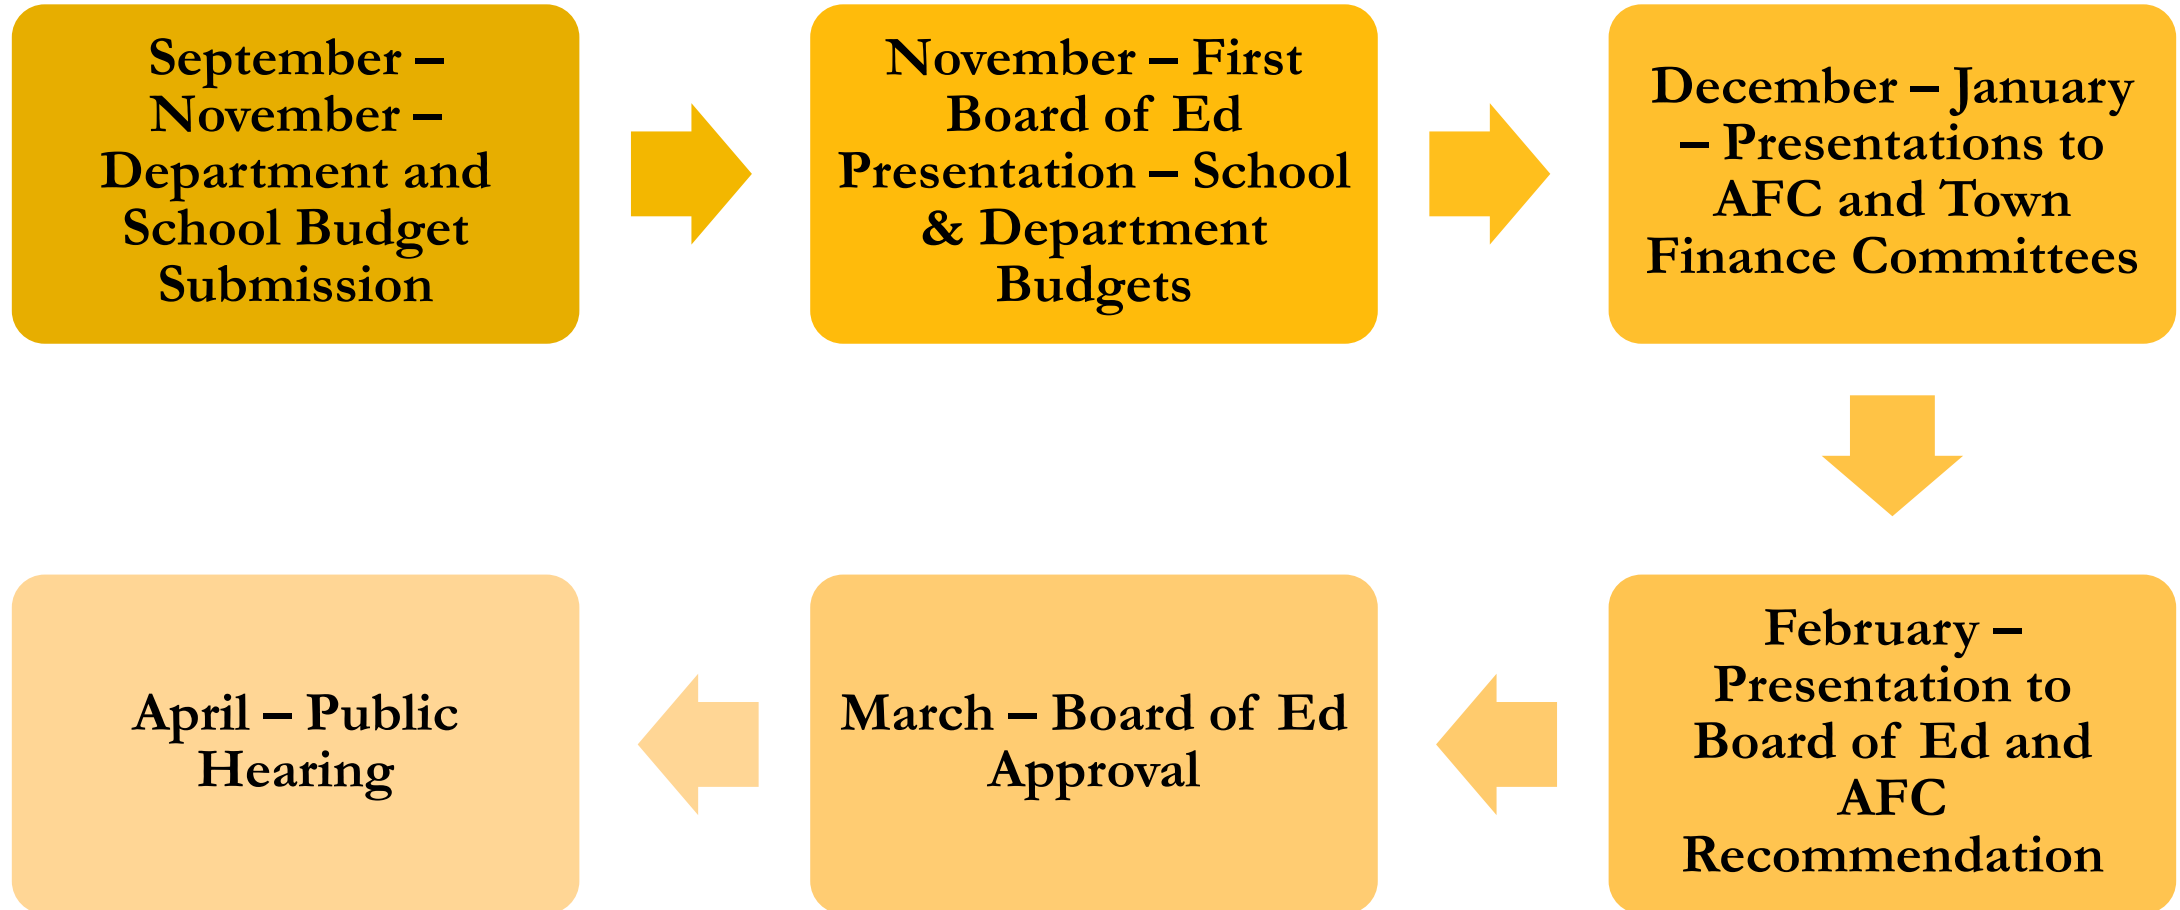 September –
November –
Department and
School Budget
Submission
November – First
Board of Ed
Presentation – School
& Department
Budgets
December – January
– Presentations to
AFC and Town
Finance Committees
February –
Presentation to
Board of Ed and
AFC
Recommendation
March – Board of Ed
Approval
April – Public
Hearing